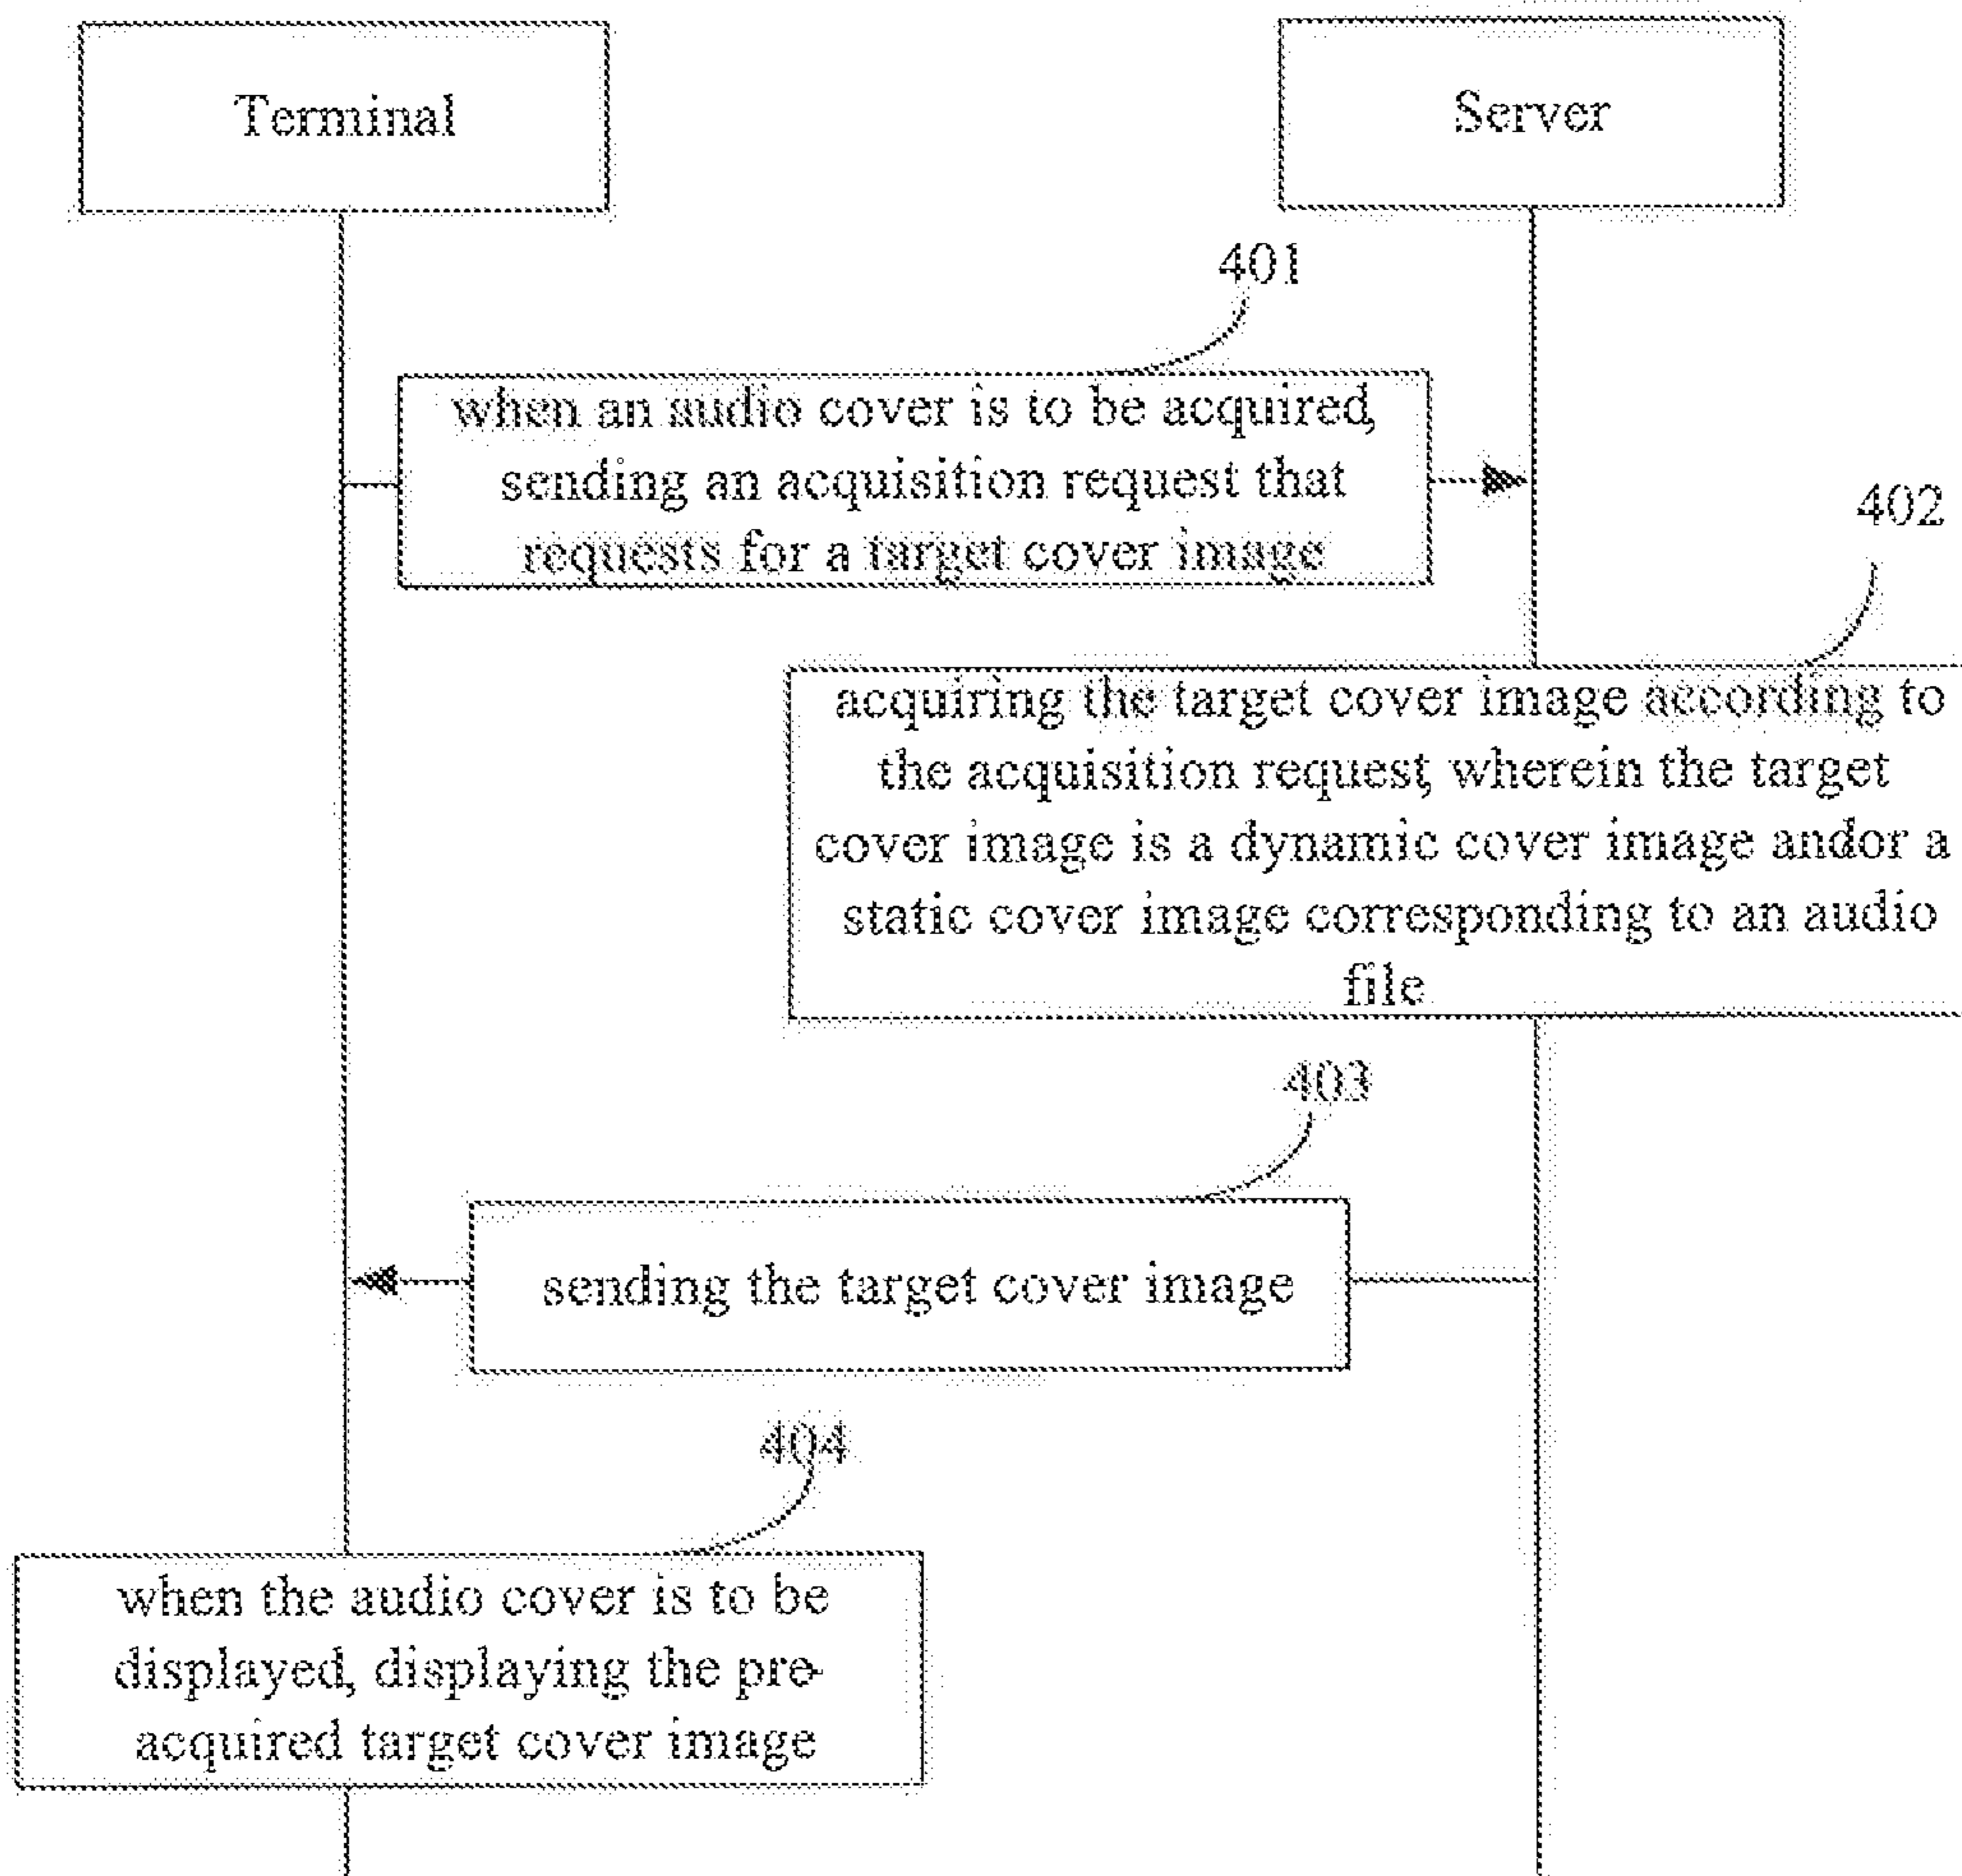 Terminal
Server
401
when an audio cover is to be acquired,
sending an acquisition request that
requests for a target cover image
402
acquiring the target cover image according to
the acquisition request, wherein the target
cover image is a dynamic cover image andor a
static cover image corresponding to an audio
file
403
sending the target cover image
404
when the audio cover is to be
displayed, displaying the pre-
acquired target cover image